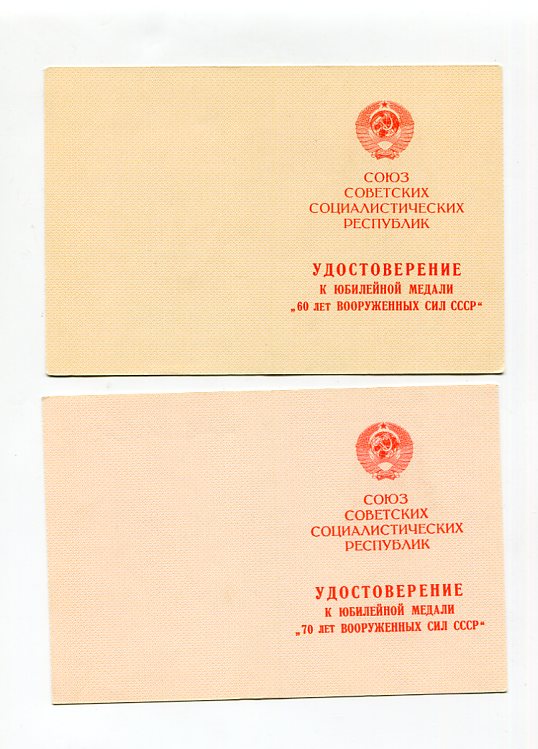 СОЮЗ
СОВЕТСКИХ
СОЦИАЛИСТИЧЕСКИХ
РЕСПУБЛИК
УДОСТОВЕРЕНИЕ
К ЮБИЛЕЙНОЙ МЕДАЛИ
„60 ЛЕТ ВООРУЖЕННЫХ СИЛ СССР“
СОЮЗ
СОВЕТСКИХ
СОЦИАЛИСТИЧЕСКИХ
РЕСПУБЛИК
УДОСТОВЕРЕНИЕ
К ЮБИЛЕЙНОЙ МЕДАЛИ
„70 ЛЕТ ВООРУЖЕННЫХ СИЛ СССР“